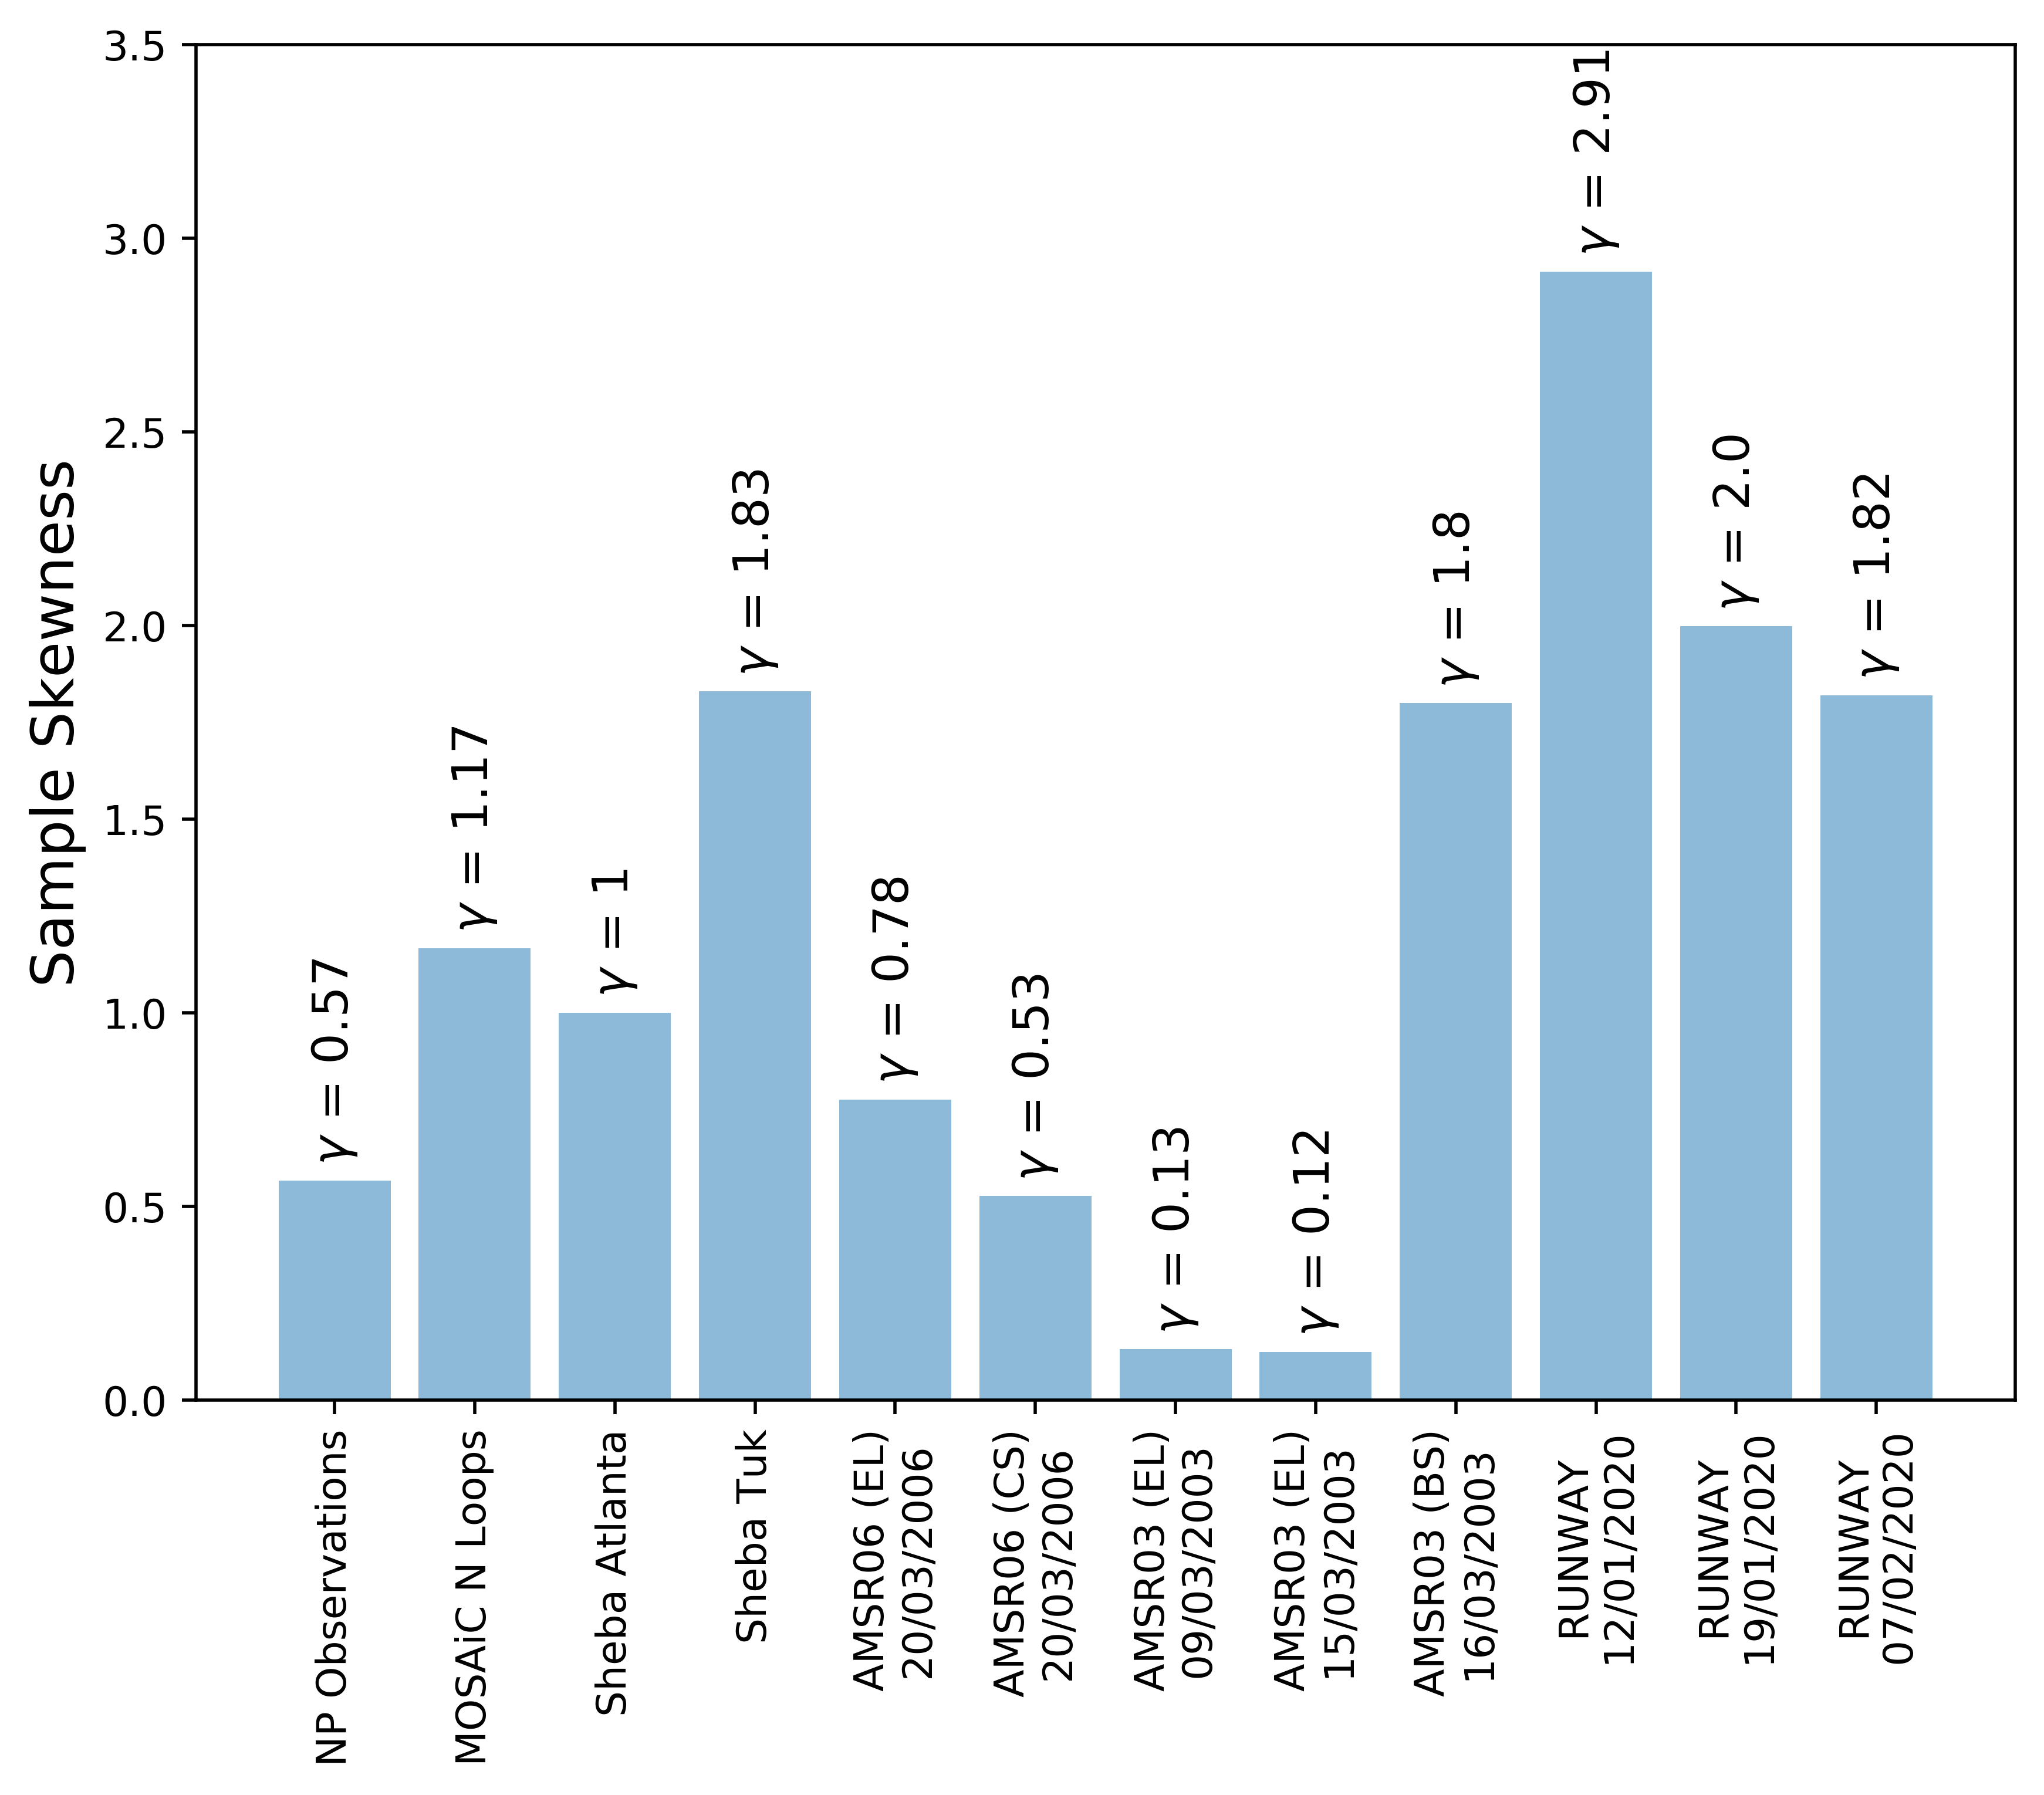 Sample Skewness
3.5
3.0
2.5
2.0
1.5
1.0
0.5
0.0
γ = 0.57
γ = 1.17
γ = 1
γ = 1.83
γ = 0.78
γ = 0.53
γ = 0.13
γ = 0.12
γ = 1.8
γ = 2.91
γ = 2.0
γ = 1.82
NP Observations
MOSAiC N Loops
Sheba Atlanta
Sheba Tuk
AMSR06 (EL)
20/03/2006
AMSR06 (CS)
20/03/2006
AMSR03 (EL)
09/03/2003
AMSR03 (EL)
15/03/2003
AMSR03 (BS)
16/03/2003
RUNWAY
12/01/2020
RUNWAY
19/01/2020
RUNWAY
07/02/2020